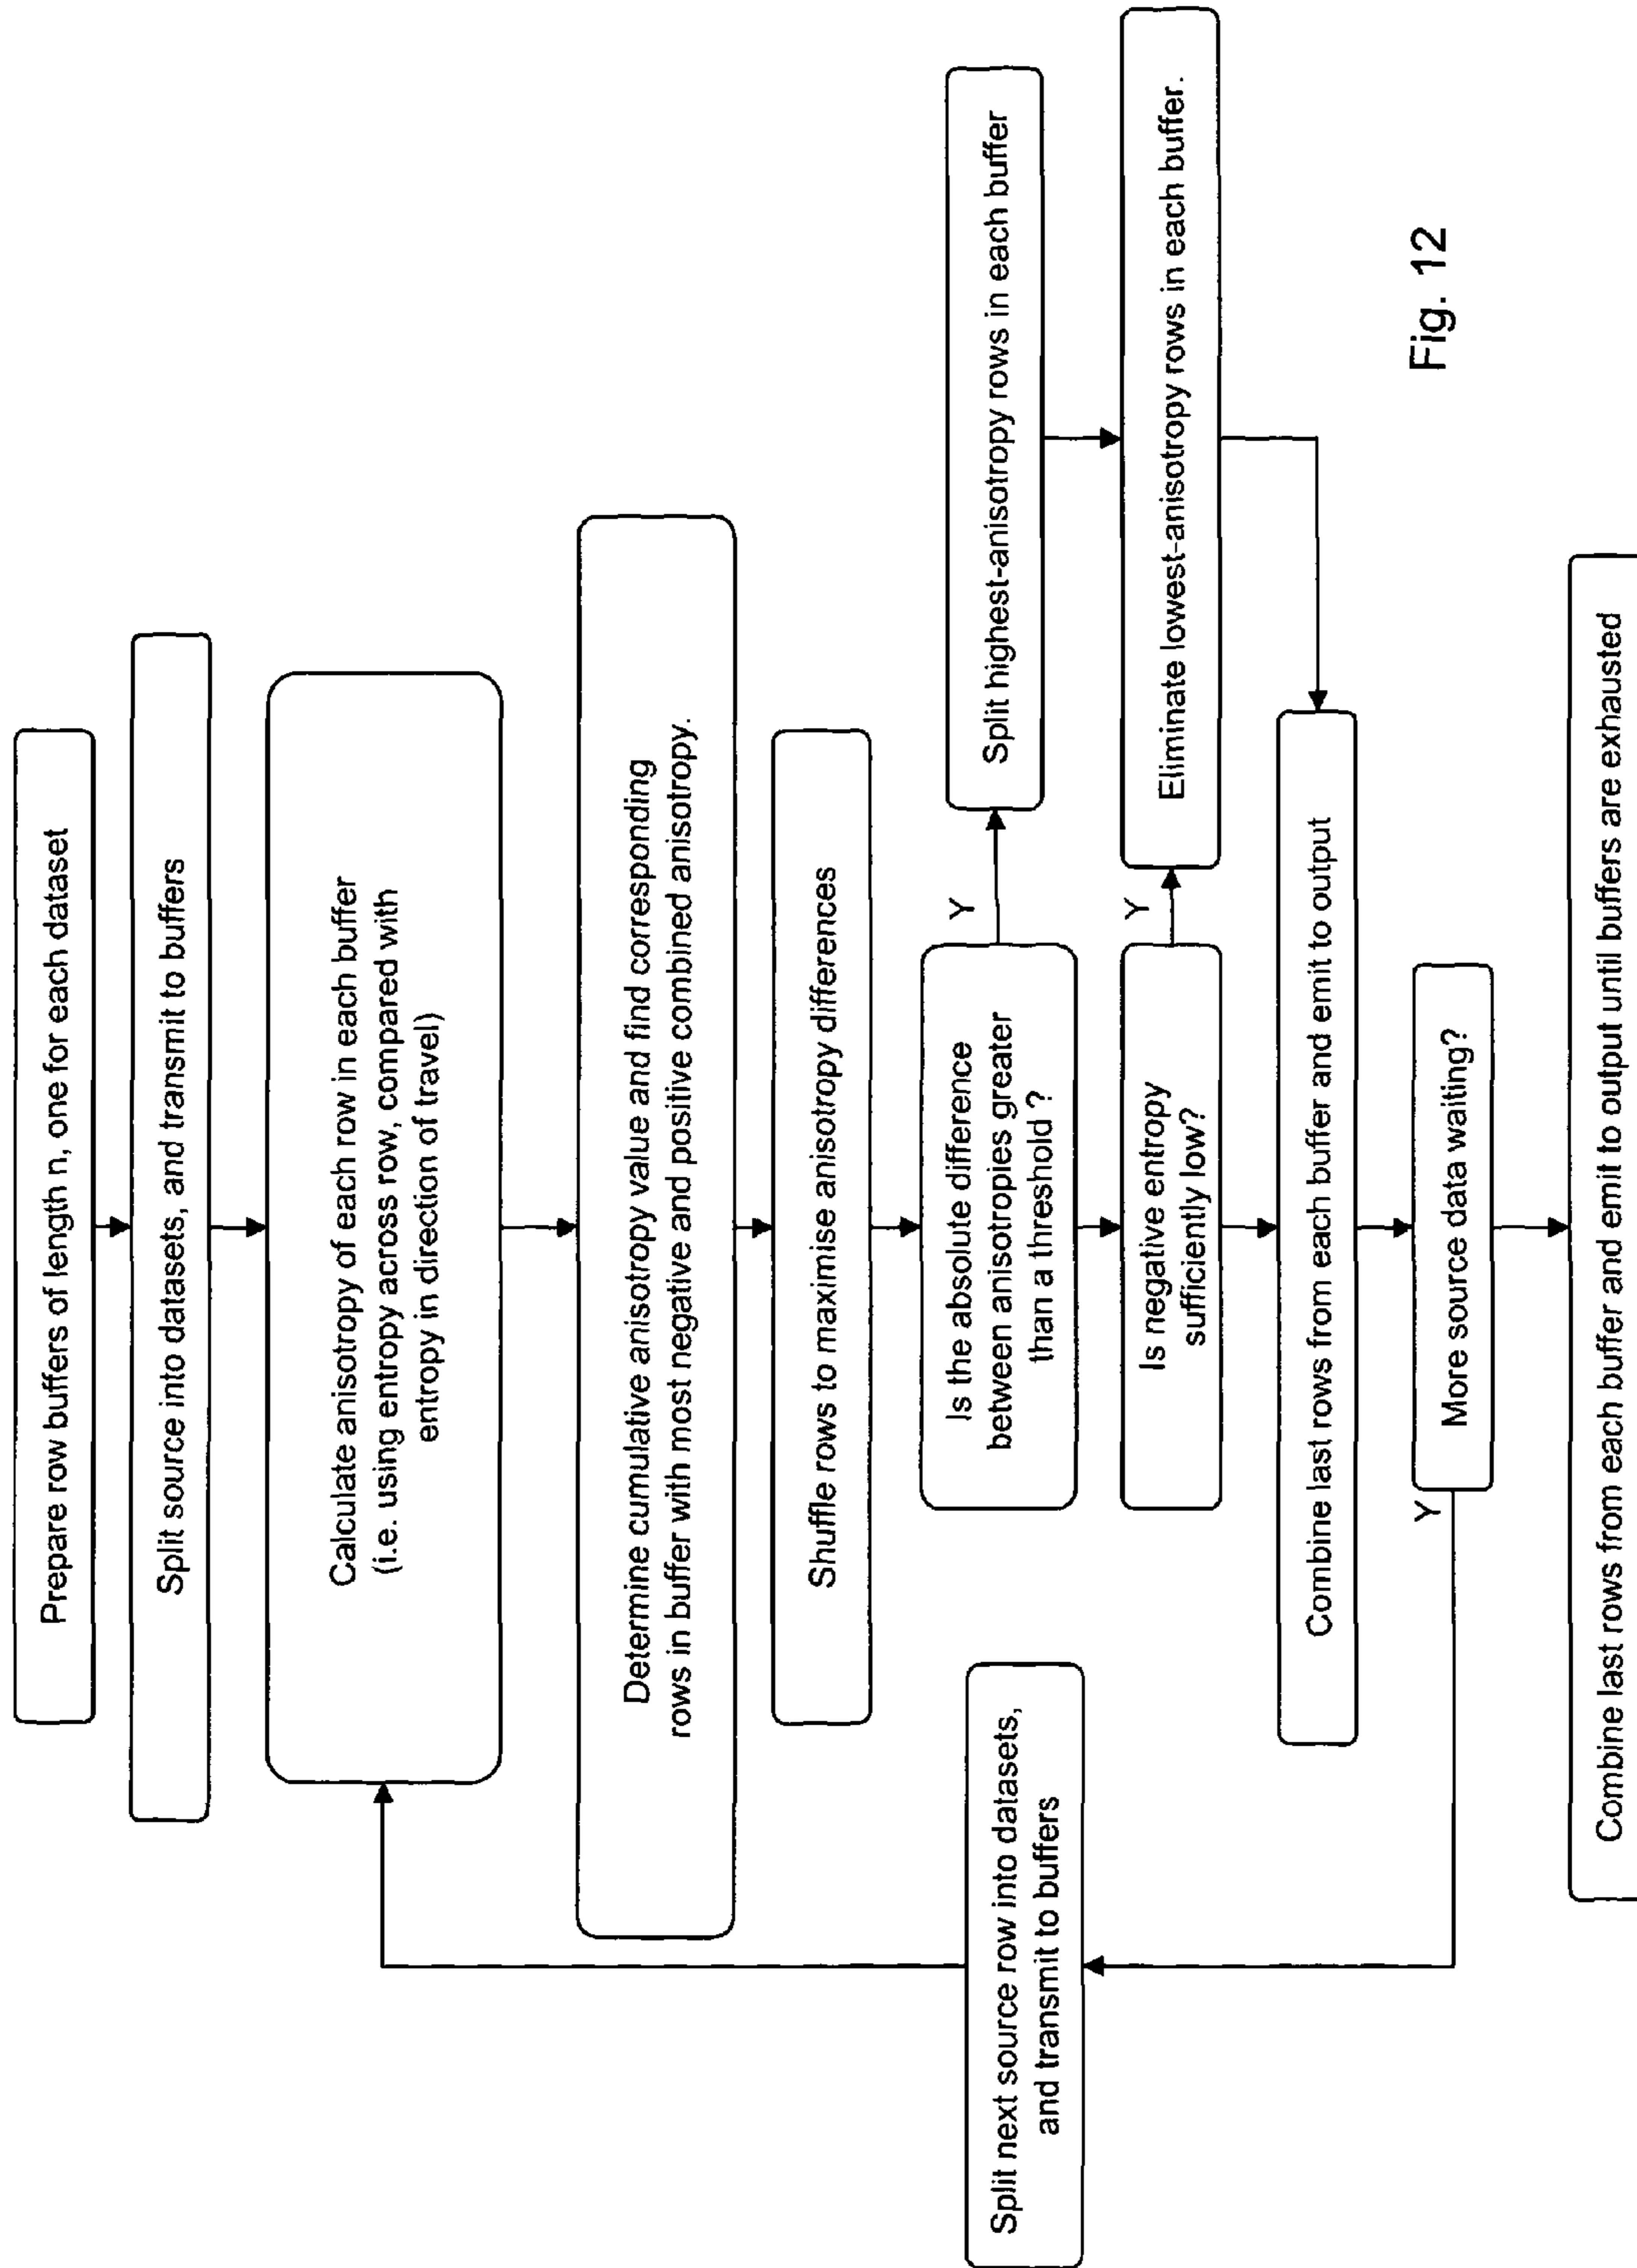 Prepare row buffers of length n, one for each dataset
Split source into datasets, and transmit to buffers
Calculate anisotropy of each row in each buffer
(i.e. using entropy across row, compared with
entropy in direction of travel)
Determine cumulative anisotropy value and find corresponding
rows in buffer with most negative and positive combined anisotropy.
Shuffle rows to maximise anisotropy differences
Is the absolute difference
between anisotropies greater
than a threshold ?
Y
Split highest-anisotropy rows in each buffer
Is negative entropy
sufficiently low?
Y
Eliminate lowest-anisotropy rows in each buffer.
Combine last rows from each buffer and emit to output
More source data waiting?
Y
Split next source row into datasets,
and transmit to buffers
Combine last rows from each buffer and emit to output until buffers are exhausted
Fig. 12